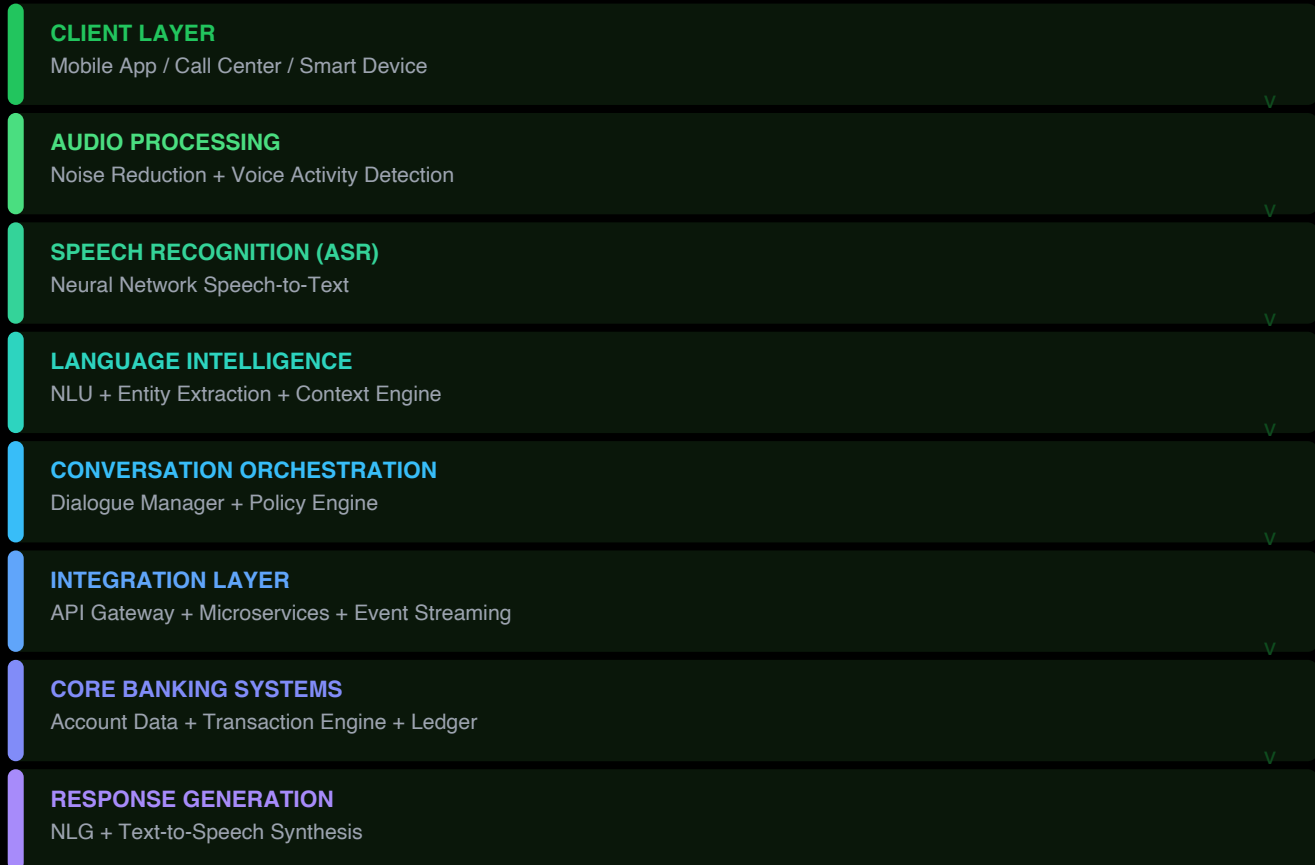 CLIENT LAYER
Mobile App / Call Center / Smart Device
v
AUDIO PROCESSING
Noise Reduction + Voice Activity Detection
v
SPEECH RECOGNITION (ASR)
Neural Network Speech-to-Text
v
LANGUAGE INTELLIGENCE
NLU + Entity Extraction + Context Engine
v
CONVERSATION ORCHESTRATION
Dialogue Manager + Policy Engine
v
INTEGRATION LAYER
API Gateway + Microservices + Event Streaming
v
CORE BANKING SYSTEMS
Account Data + Transaction Engine + Ledger
v
RESPONSE GENERATION
NLG + Text-to-Speech Synthesis